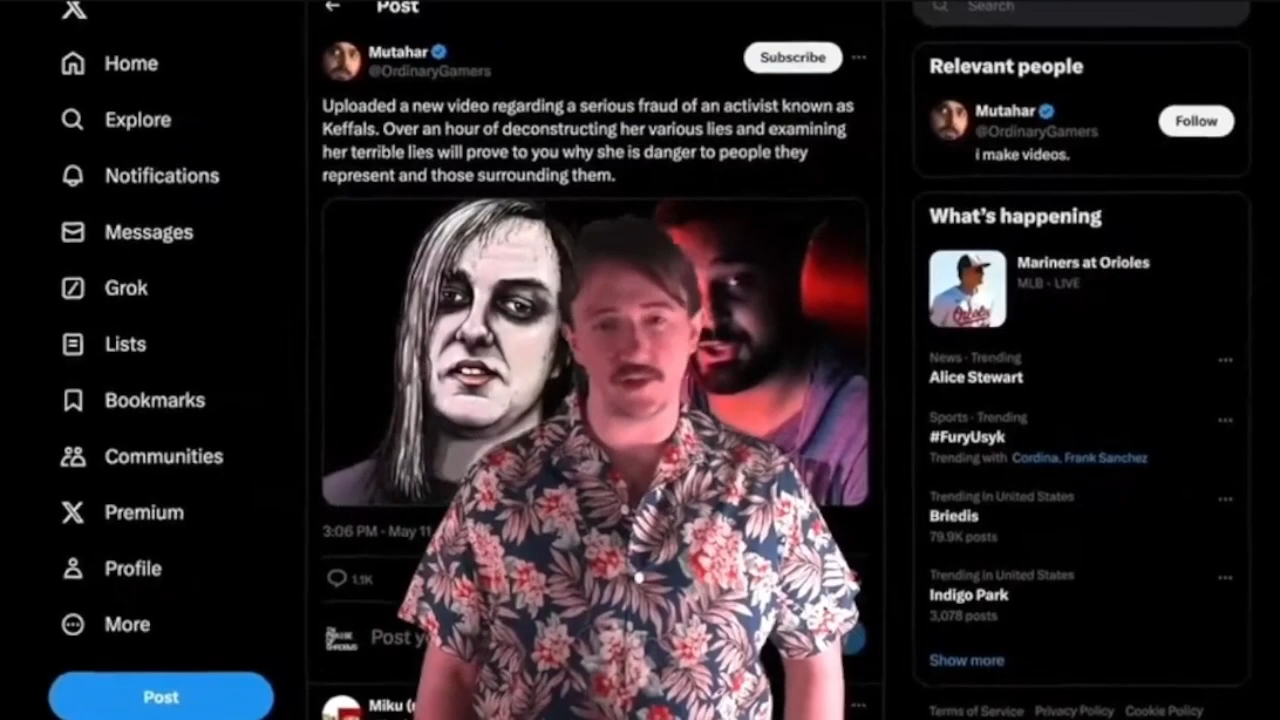 Home
Explore
Notifications
Messages
Grok
Lists
Bookmarks
Communities
Premium
Profile
More
Post
Post
Mutahar
@OrdinaryGamers
Subscribe
Uploaded a new video regarding a serious fraud of an activist known as
Keffals. Over an hour of deconstructing her various lies and examining
her terrible lies will prove to you why she is danger to people they
represent and those surrounding them.
3:06 PM · May 11
1.1K
Post
Miku
Search
Relevant people
Mutahar
@OrdinaryGamers
Follow
i make videos.
What's happening
Mariners at Orioles
MLB · LIVE
News · Trending
Alice Stewart
Sports · Trending
#FuryUsyk
Trending with Cordina, Frank Sanchez
Trending in United States
Briedis
79.9K posts
Trending in United States
Indigo Park
3,078 posts
Show more
Terms of Service Privacy Policy Cookie Policy